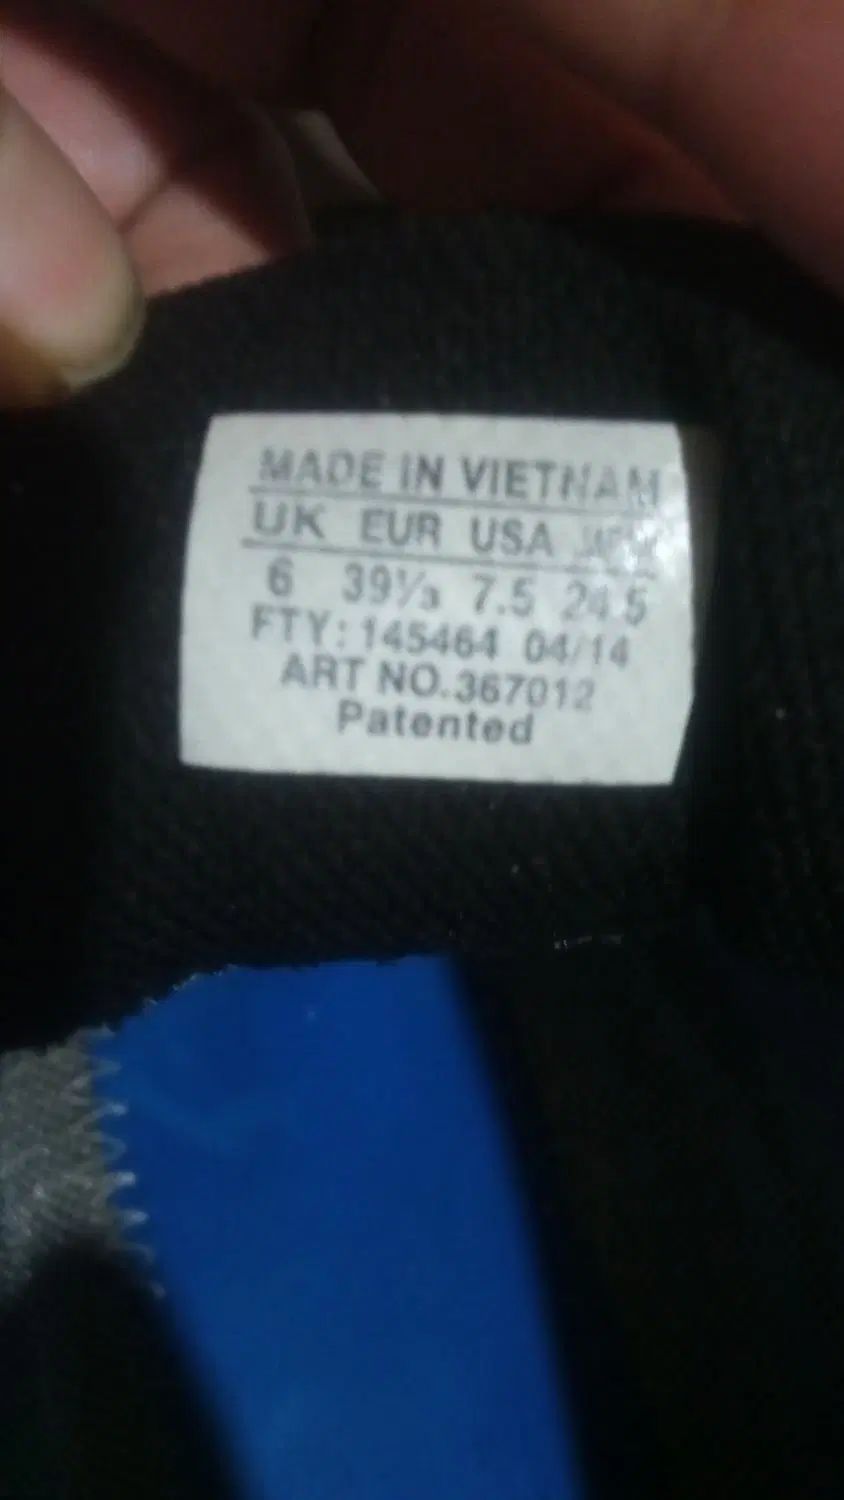 MADE IN VIETNAM
UK EUR USA JAPAN
6 39⅓ 7.5 24.5
FTY: 145464 04/14
ART NO.367012
Patented